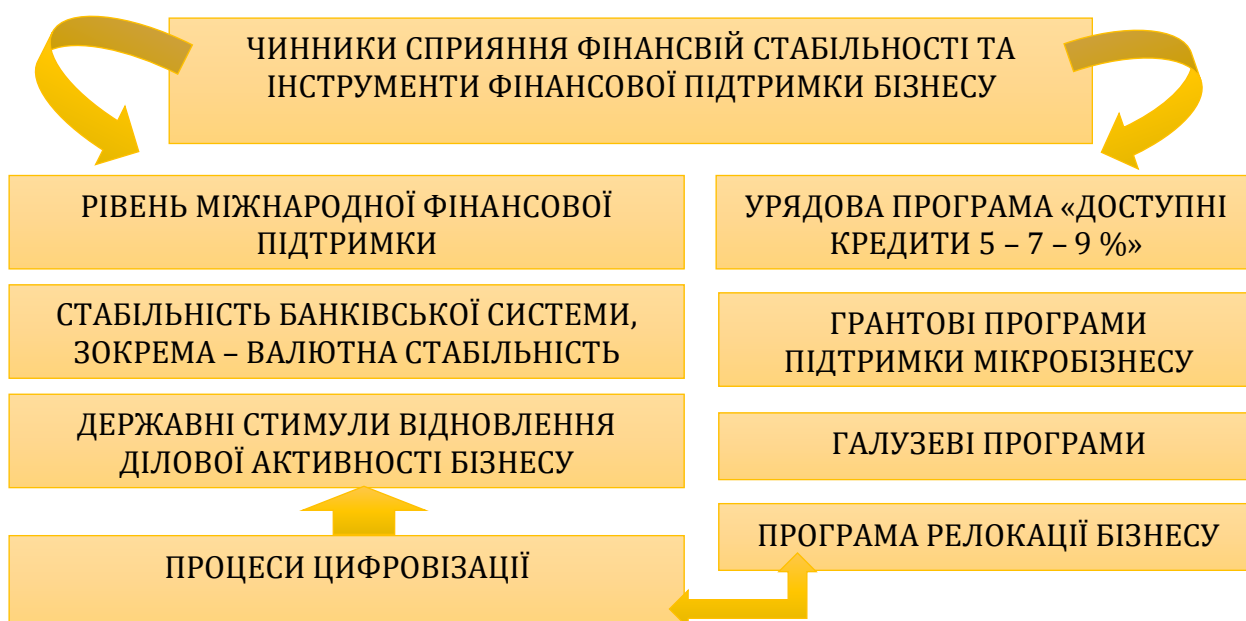 ЧИННИКИ СПРИЯННЯ ФІНАНСВІЙ СТАБІЛЬНОСТІ ТА
ІНСТРУМЕНТИ ФІНАНСОВОЇ ПІДТРИМКИ БІЗНЕСУ
РІВЕНЬ МІЖНАРОДНОЇ ФІНАНСОВОЇ
ПІДТРИМКИ
СТАБІЛЬНІСТЬ БАНКІВСЬКОЇ СИСТЕМИ,
ЗОКРЕМА – ВАЛЮТНА СТАБІЛЬНІСТЬ
ДЕРЖАВНІ СТИМУЛИ ВІДНОВЛЕННЯ
ДІЛОВОЇ АКТИВНОСТІ БІЗНЕСУ
ПРОЦЕСИ ЦИФРОВІЗАЦІЇ
УРЯДОВА ПРОГРАМА «ДОСТУПНІ
КРЕДИТИ 5 – 7 – 9 %»
ГРАНТОВІ ПРОГРАМИ
ПІДТРИМКИ МІКРОБІЗНЕСУ
ГАЛУЗЕВІ ПРОГРАМИ
ПРОГРАМА РЕЛОКАЦІЇ БІЗНЕСУ